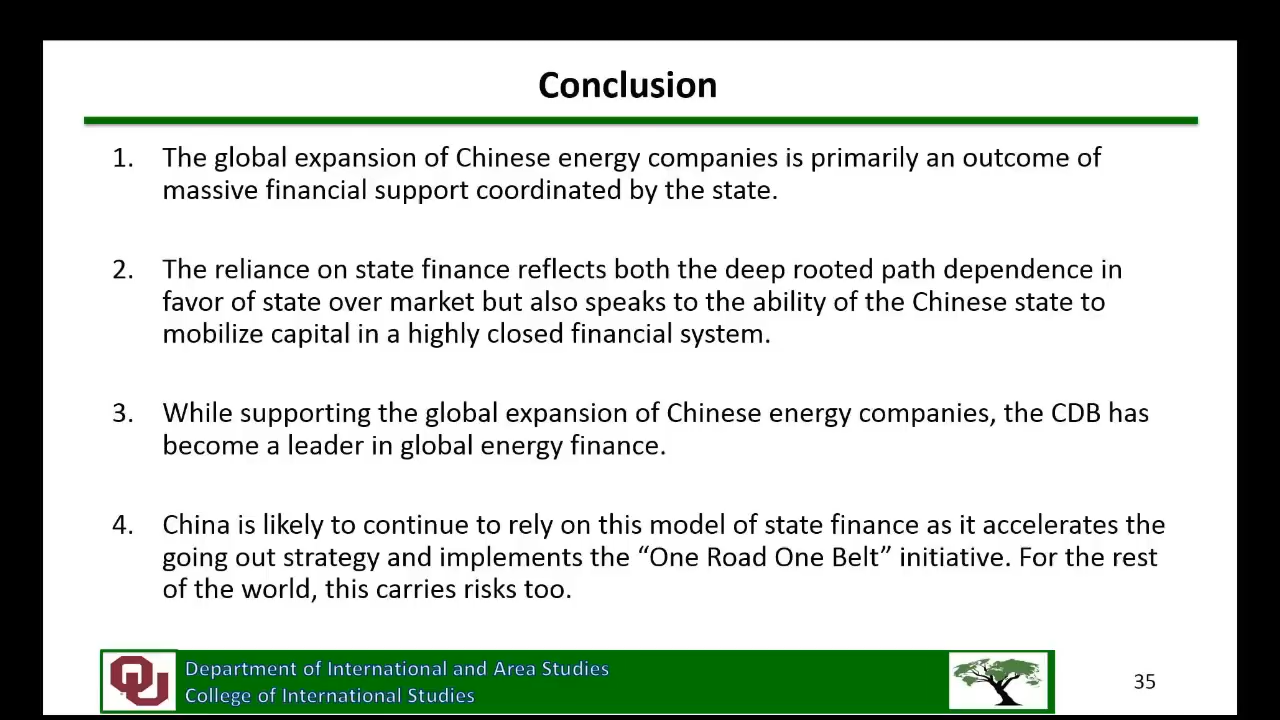 Conclusion
1. The global expansion of Chinese energy companies is primarily an outcome of
massive financial support coordinated by the state.
2. The reliance on state finance reflects both the deep rooted path dependence in
favor of state over market but also speaks to the ability of the Chinese state to
mobilize capital in a highly closed financial system.
3. While supporting the global expansion of Chinese energy companies, the CDB has
become a leader in global energy finance.
4. China is likely to continue to rely on this model of state finance as it accelerates the
going out strategy and implements the “One Road One Belt” initiative. For the rest
of the world, this carries risks too.
OU
Department of International and Area Studies
College of International Studies
35